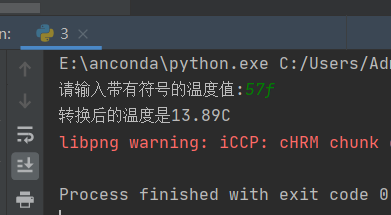 n:
3
E:\anconda\python.exe C:/Users/Ad
请输入带有符号的温度值:57f
转换后的温度是13.89C
libpng warning: iCCP: cHRM chunk
Process finished with exit code 0